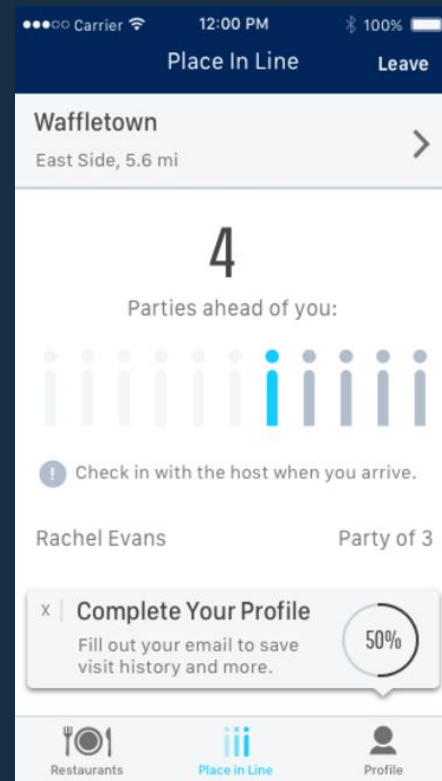 Carrier 12:00 PM 100%
Place In Line Leave
Waffletown
East Side, 5.6 mi
4
Parties ahead of you:
! Check in with the host when you arrive.
Rachel Evans Party of 3
x Complete Your Profile
Fill out your email to save
visit history and more.
50%
Restaurants Place in Line Profile